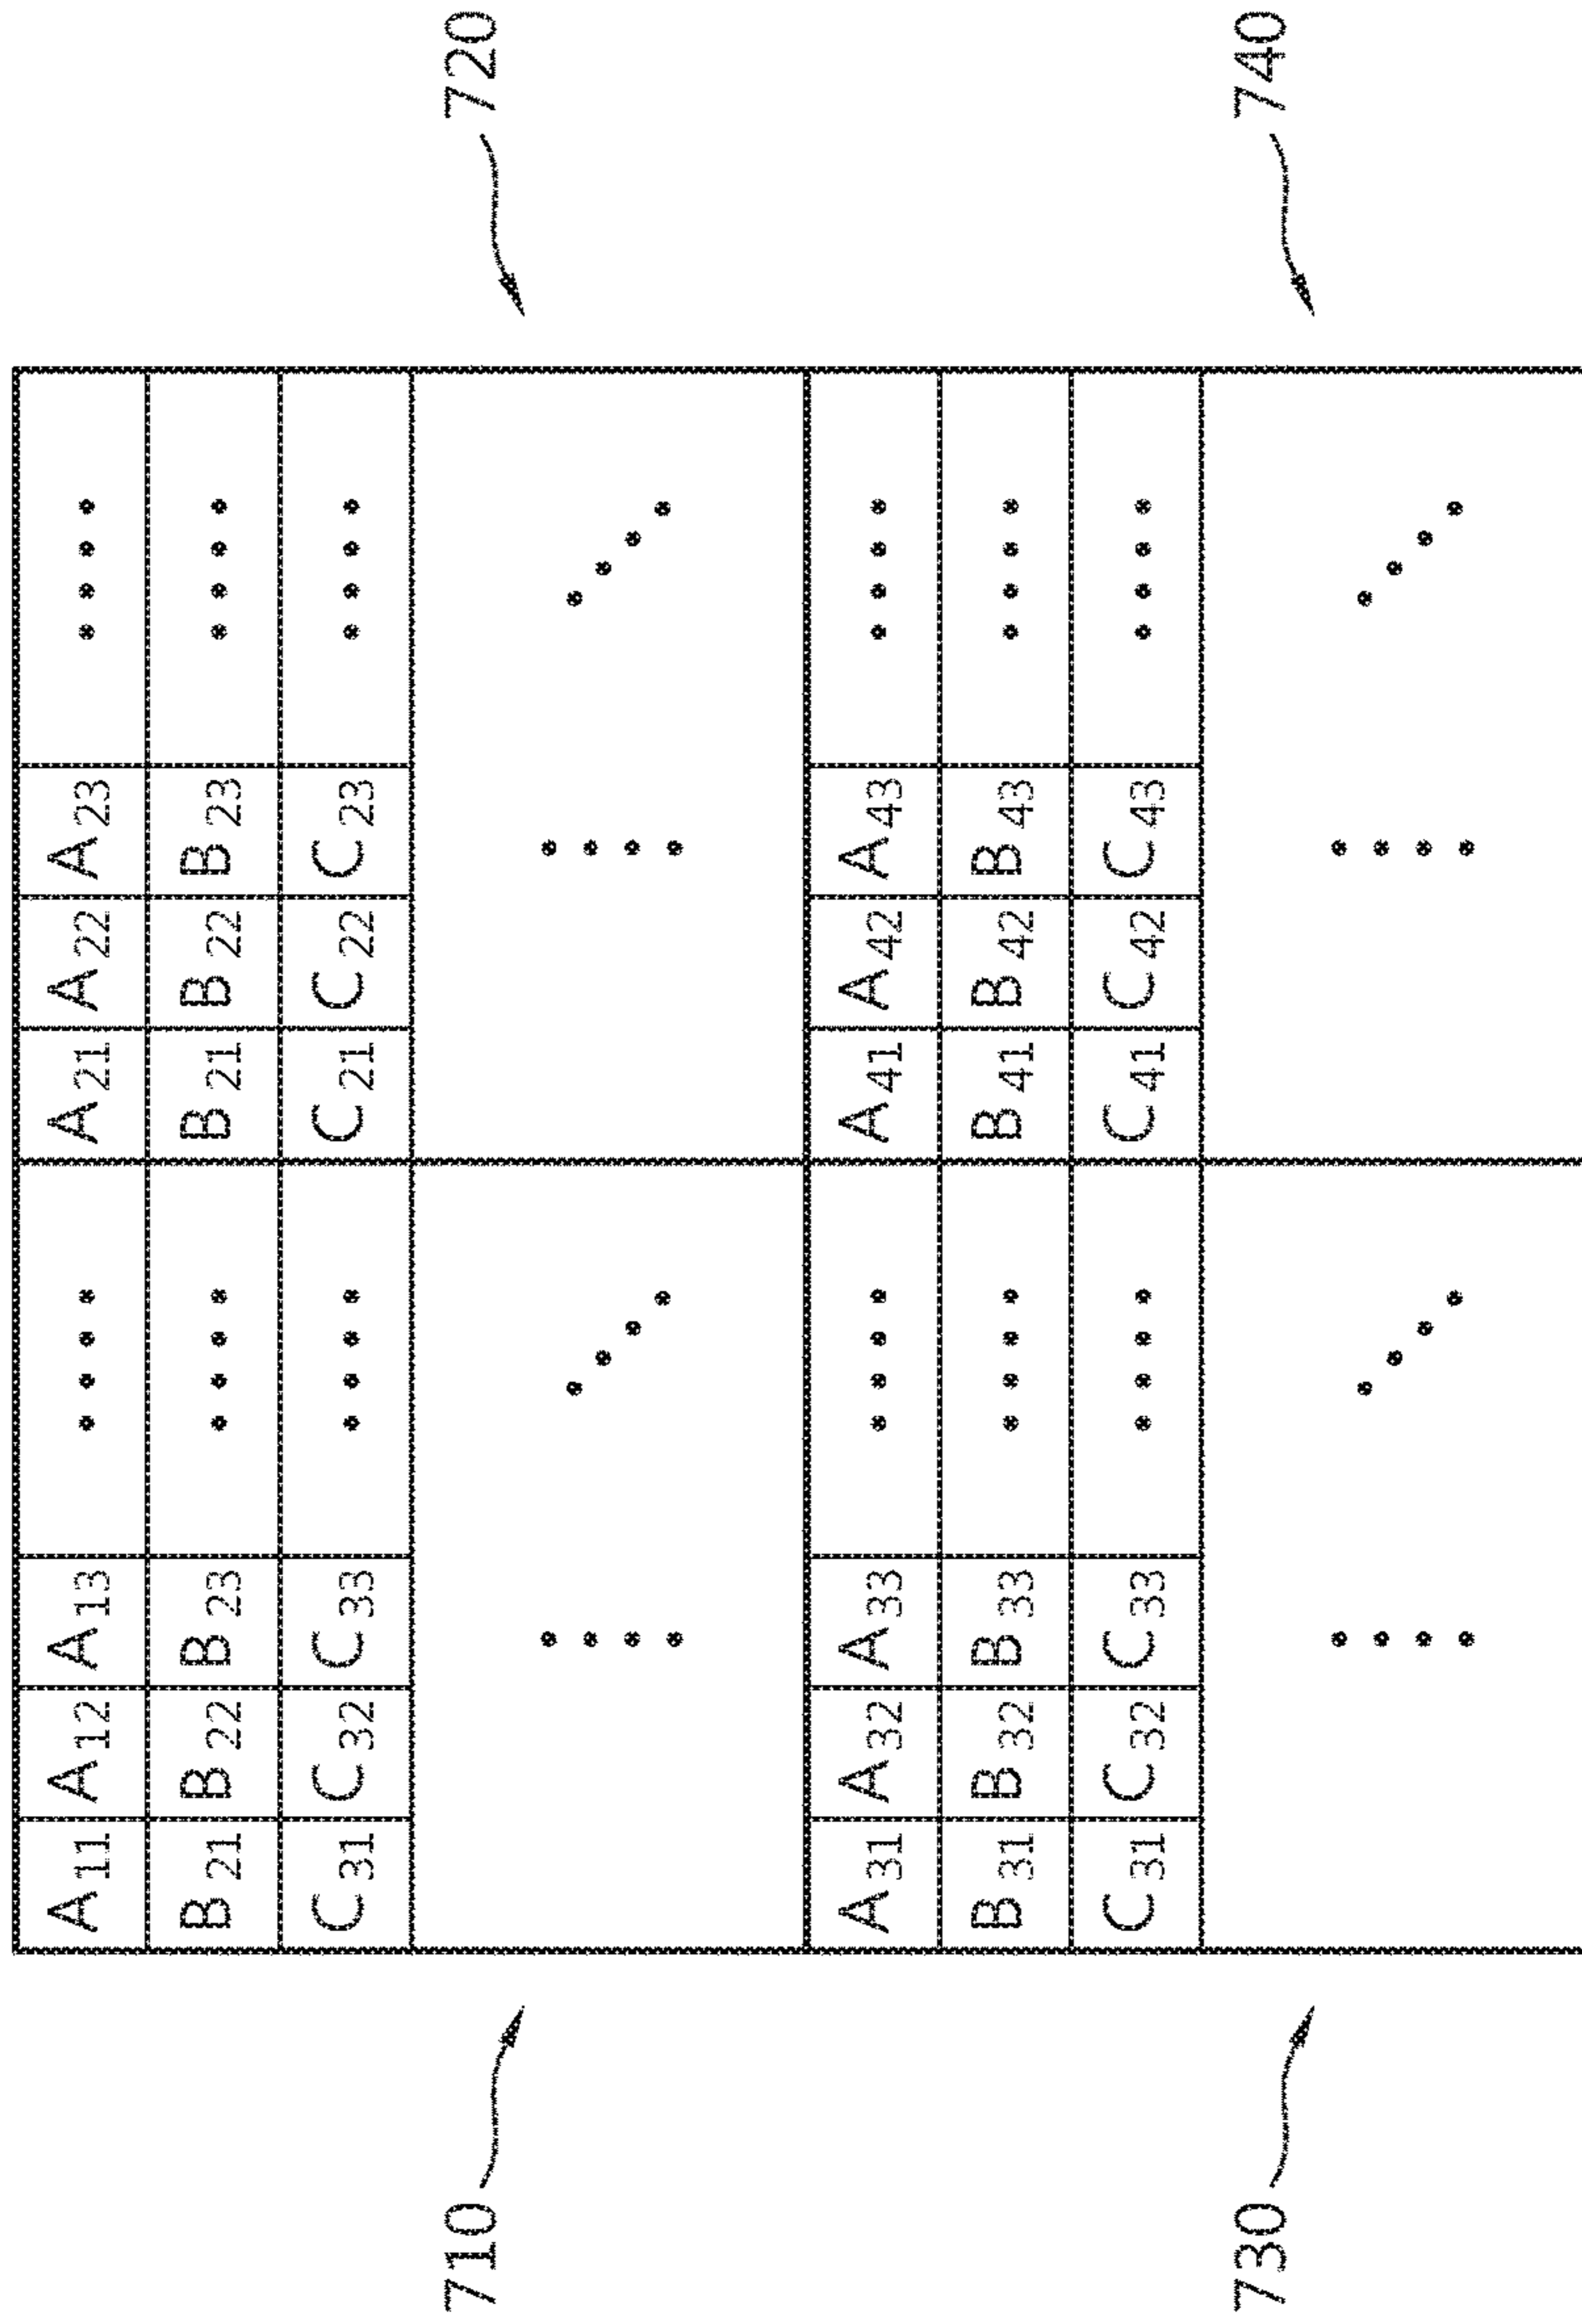 A11 A12 A13 A21 A22 A23
B21 B22 B23 B21 B22 B23
C31 C32 C33 C21 C22 C23
710 720
A31 A32 A33 A41 A42 A43
B31 B32 B33 B41 B42 B43
C31 C32 C33 C41 C42 C43
730 740